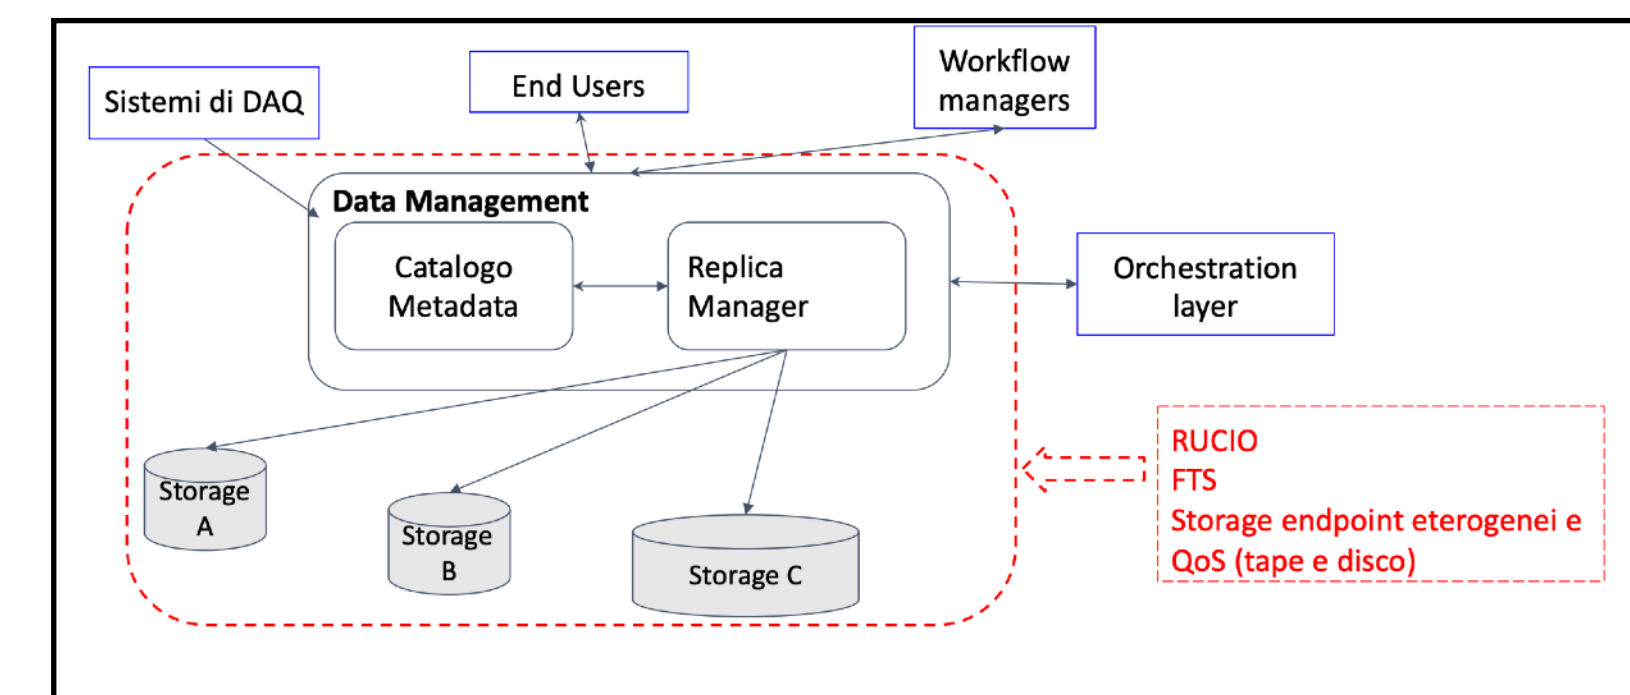 Sistemi di DAQ
End Users
Workflow
managers
Data Management
Catalogo
Metadata
Replica
Manager
Orchestration
layer
Storage
A
Storage
B
Storage C
RUCIO
FTS
Storage endpoint eterogenei e
QoS (tape e disco)